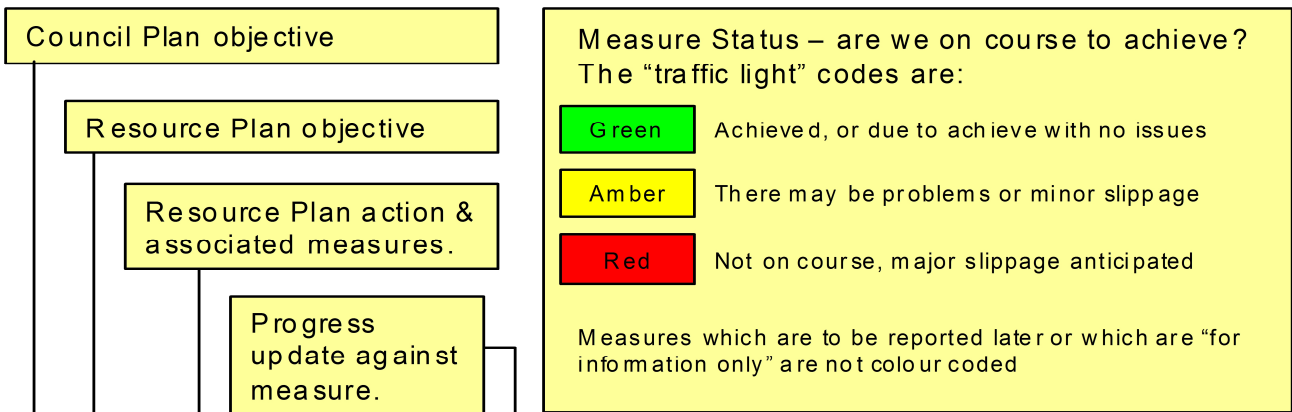 Council Plan objective
Resource Plan objective
Resource Plan action &
associated measures.
Progress
update against
measure.
Measure Status – are we on course to achieve?
The “traffic light” codes are:
Green
Achieved, or due to achieve with no issues
Amber
There may be problems or minor slippage
Red
Not on course, major slippage anticipated
Measures which are to be reported later or which are “for
information only” are not colour coded